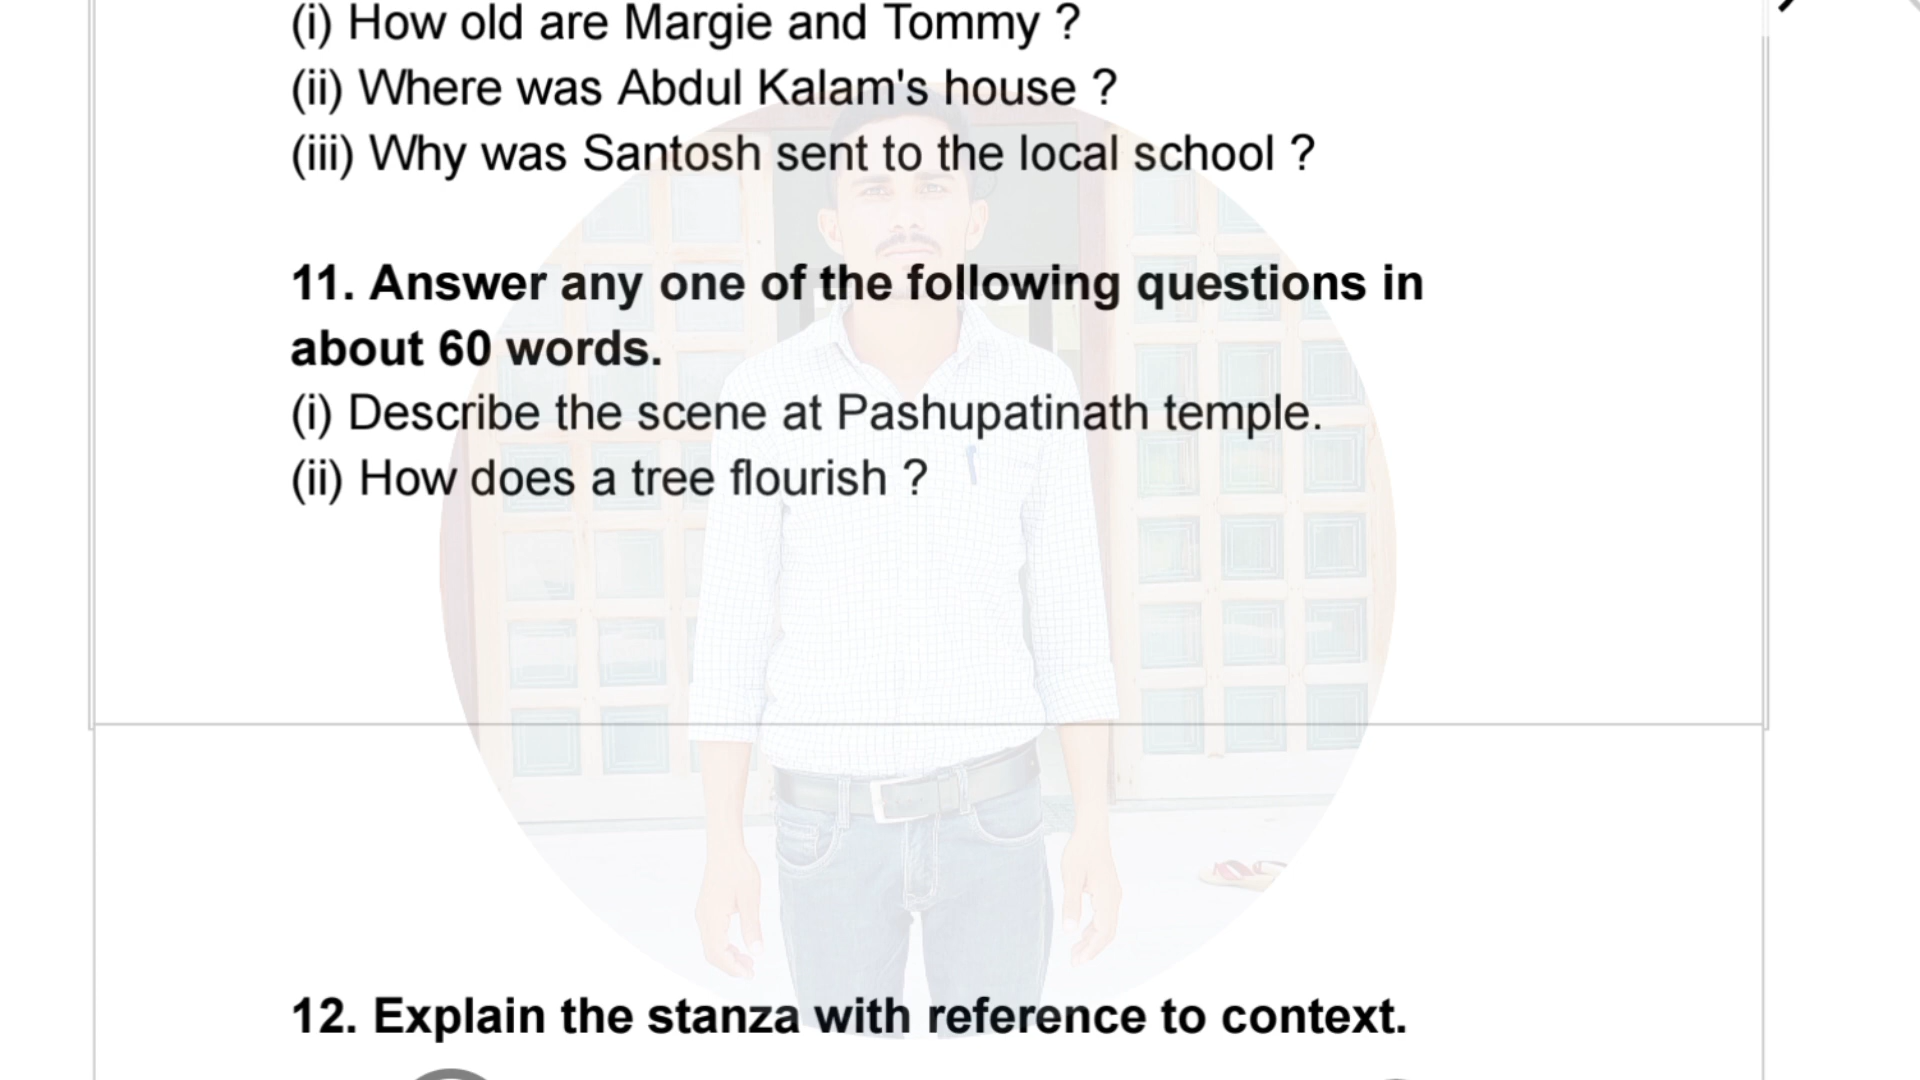 (i) How old are Margie and Tommy ?
(ii) Where was Abdul Kalam's house ?
(iii) Why was Santosh sent to the local school ?
11. Answer any one of the following questions in
about 60 words.
(i) Describe the scene at Pashupatinath temple.
(ii) How does a tree flourish ?
12. Explain the stanza with reference to context.